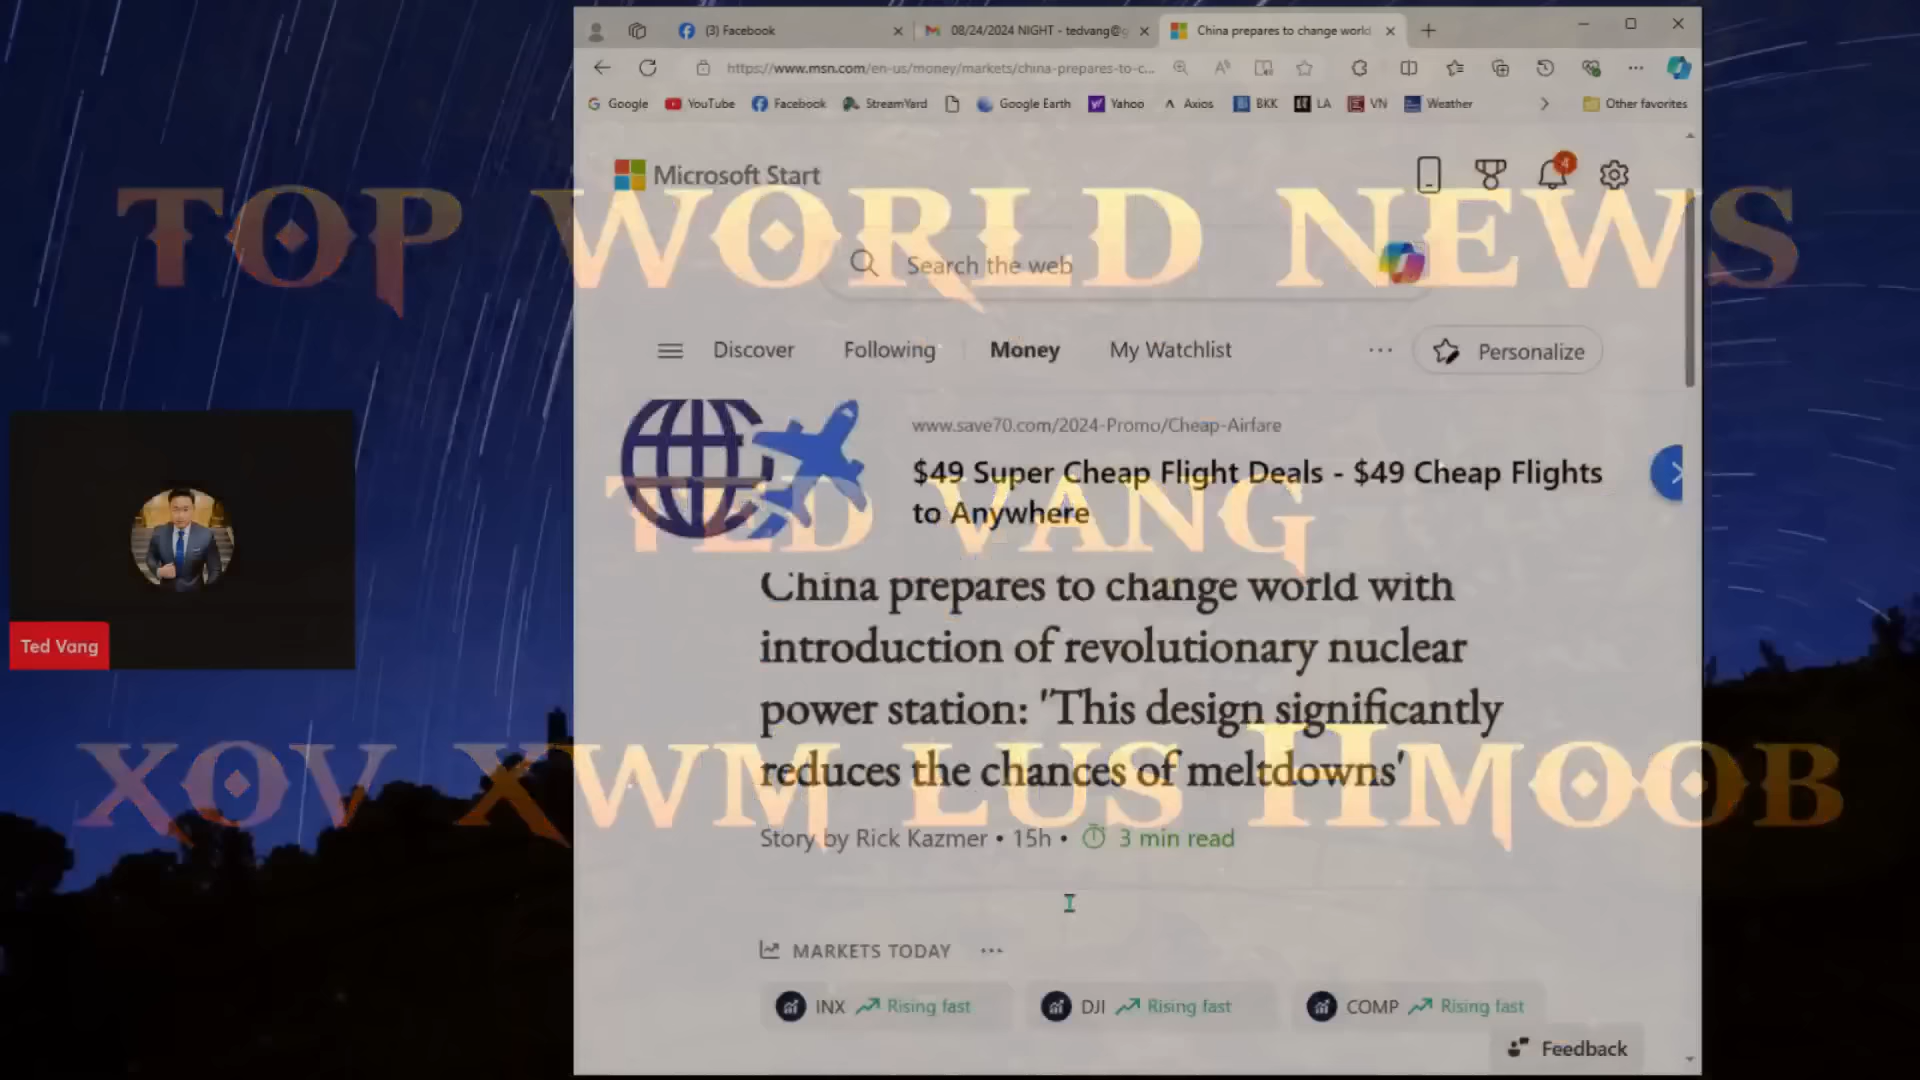 (3) Facebook
08/24/2024 NIGHT - tedvang@g
China prepares to change world
https://www.msn.com/en-us/money/markets/china-prepares-to-c...
Google
YouTube
Facebook
StreamYard
Google Earth
Yahoo
Axios
BKK
LA
VN
Weather
Other favorites
Microsoft Start
4
TOP WORLD NEWS
Search the web
Discover
Following
Money
My Watchlist
Personalize
www.save70.com/2024-Promo/Cheap-Airfare
$49 Super Cheap Flight Deals - $49 Cheap Flights
to Anywhere
TED VANG
China prepares to change world with
introduction of revolutionary nuclear
power station: 'This design significantly
reduces the chances of meltdowns'
Ted Vang
XOV XWM LUS HMOOB
Story by Rick Kazmer • 15h • 3 min read
MARKETS TODAY
INX Rising fast
DJI Rising fast
COMP Rising fast
Feedback